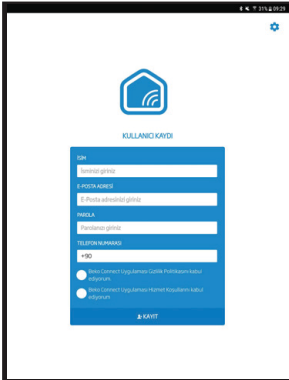 31% 09:29
KULLANICI KAYDI
İSİM
İsminizi giriniz
E-POSTA ADRESİ
E-Posta adresinizi giriniz
PAROLA
Parolanızı giriniz
TELEFON NUMARASI
+90
Beko Connect Uygulaması Gizlilik Politikasını kabul
ediyorum
Beko Connect Uygulaması Hizmet Koşullarını kabul
ediyorum
KAYIT